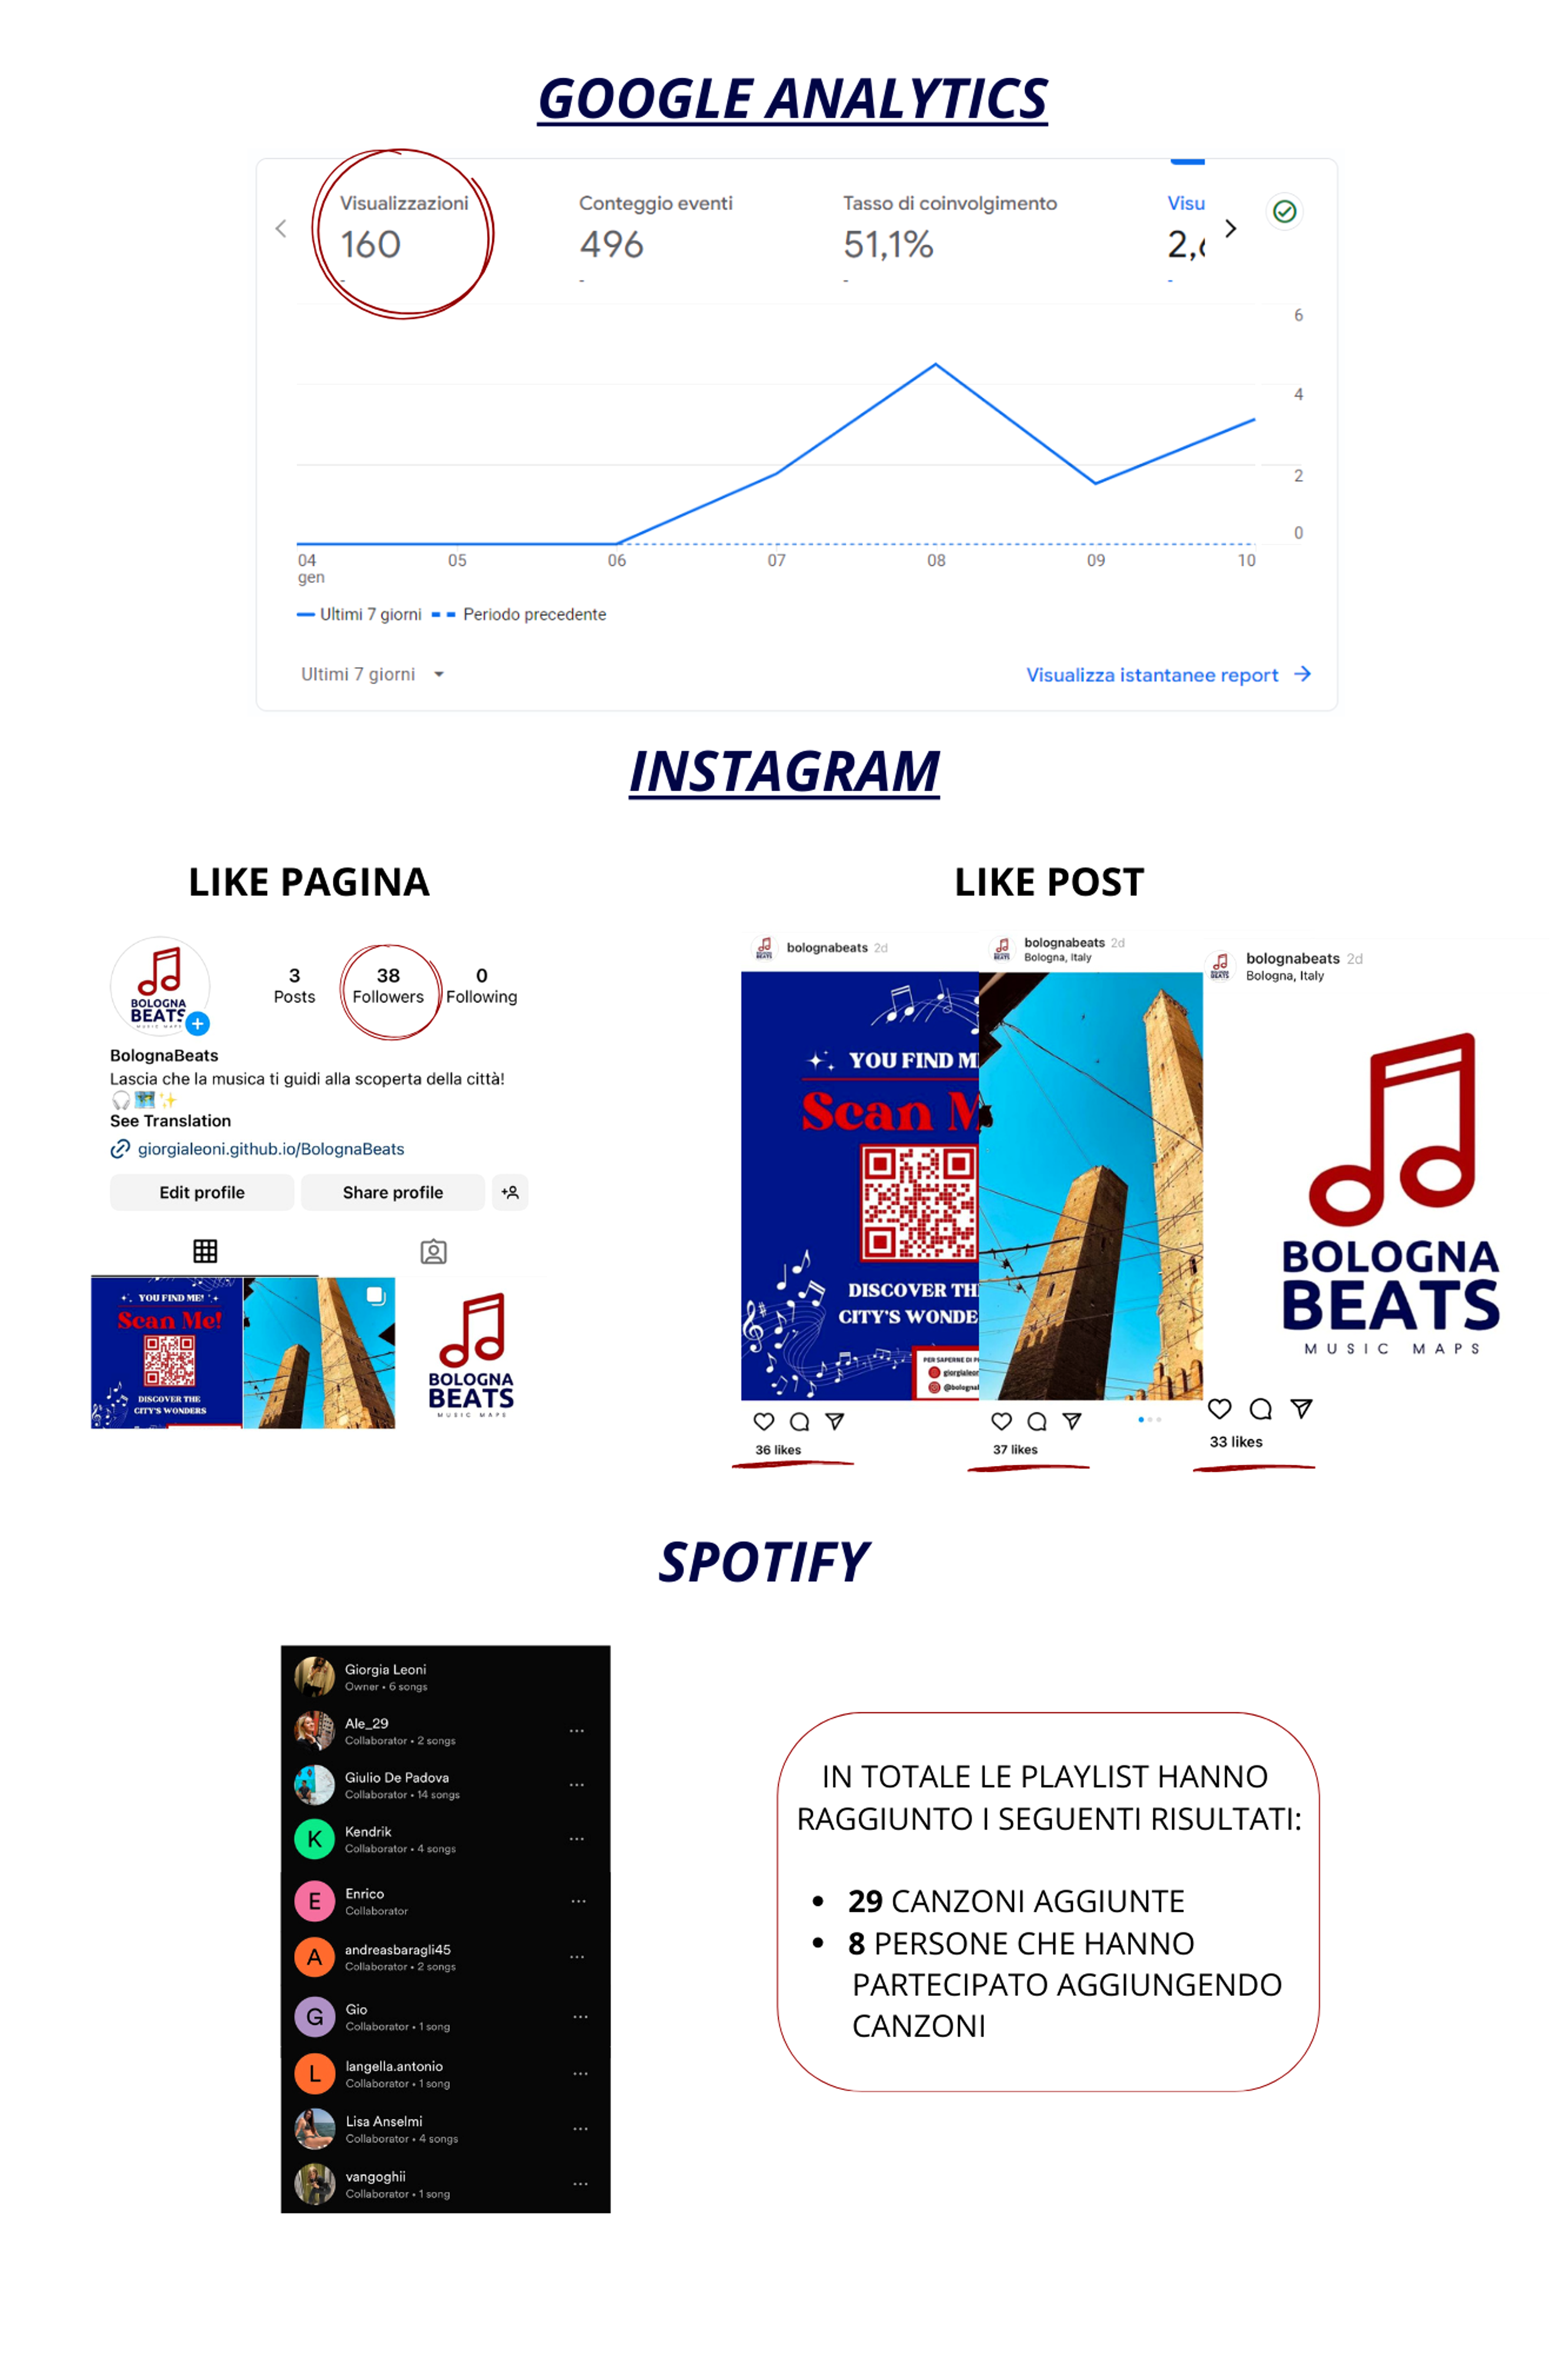 GOOGLE ANALYTICS
Visualizzazioni
160
-
Conteggio eventi
496
-
Tasso di coinvolgimento
51,1%
-
Visu
-
6
4
2
0
04
gen
05
06
07
08
09
10
Ultimi 7 giorni
Periodo precedente
Ultimi 7 giorni
Visualizza istantanee report
INSTAGRAM
LIKE PAGINA
BOLOGNA
BEATS
MUSIC MAPS
3
Posts
38
Followers
0
Following
BolognaBeats
Lascia che la musica ti guidi alla scoperta della città!
See Translation
giorgialeoni.github.io/BolognaBeats
Edit profile
Share profile
YOU FIND ME!
Scan Me!
DISCOVER THE
CITY'S WONDERS
BOLOGNA
BEATS
MUSIC MAPS
LIKE POST
bolognabeats 2d
YOU FIND M
Scan M
DISCOVER TH
CITY'S WONDE
PER SAPERNE DI P
giorgialeon
@bologna
36 likes
bolognabeats 2d
Bologna, Italy
37 likes
bolognabeats 2d
Bologna, Italy
BOLOGNA
BEATS
MUSIC MAPS
33 likes
SPOTIFY
Giorgia Leoni
Owner • 6 songs
Ale_29
Collaborator • 2 songs
Giulio De Padova
Collaborator • 14 songs
K
Kendrik
Collaborator • 4 songs
E
Enrico
Collaborator
A
andreasbaragli45
Collaborator • 2 songs
G
Gio
Collaborator • 1 song
L
langella.antonio
Collaborator • 1 song
Lisa Anselmi
Collaborator • 4 songs
vangoghii
Collaborator • 1 song
IN TOTALE LE PLAYLIST HANNO
RAGGIUNTO I SEGUENTI RISULTATI:
• 29 CANZONI AGGIUNTE
• 8 PERSONE CHE HANNO
PARTECIPATO AGGIUNGENDO
CANZONI